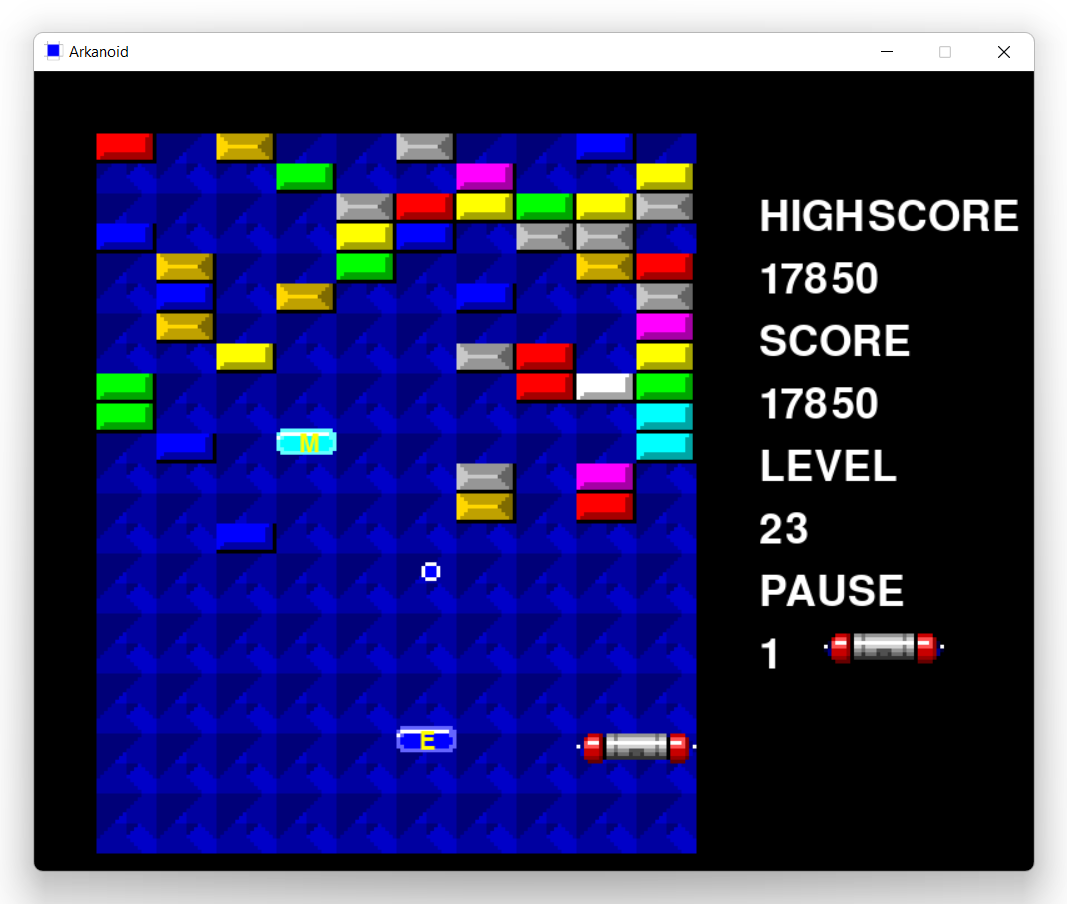 Arkanoid
HIGHSCORE
17850
SCORE
17850
LEVEL
23
PAUSE
1
M
E